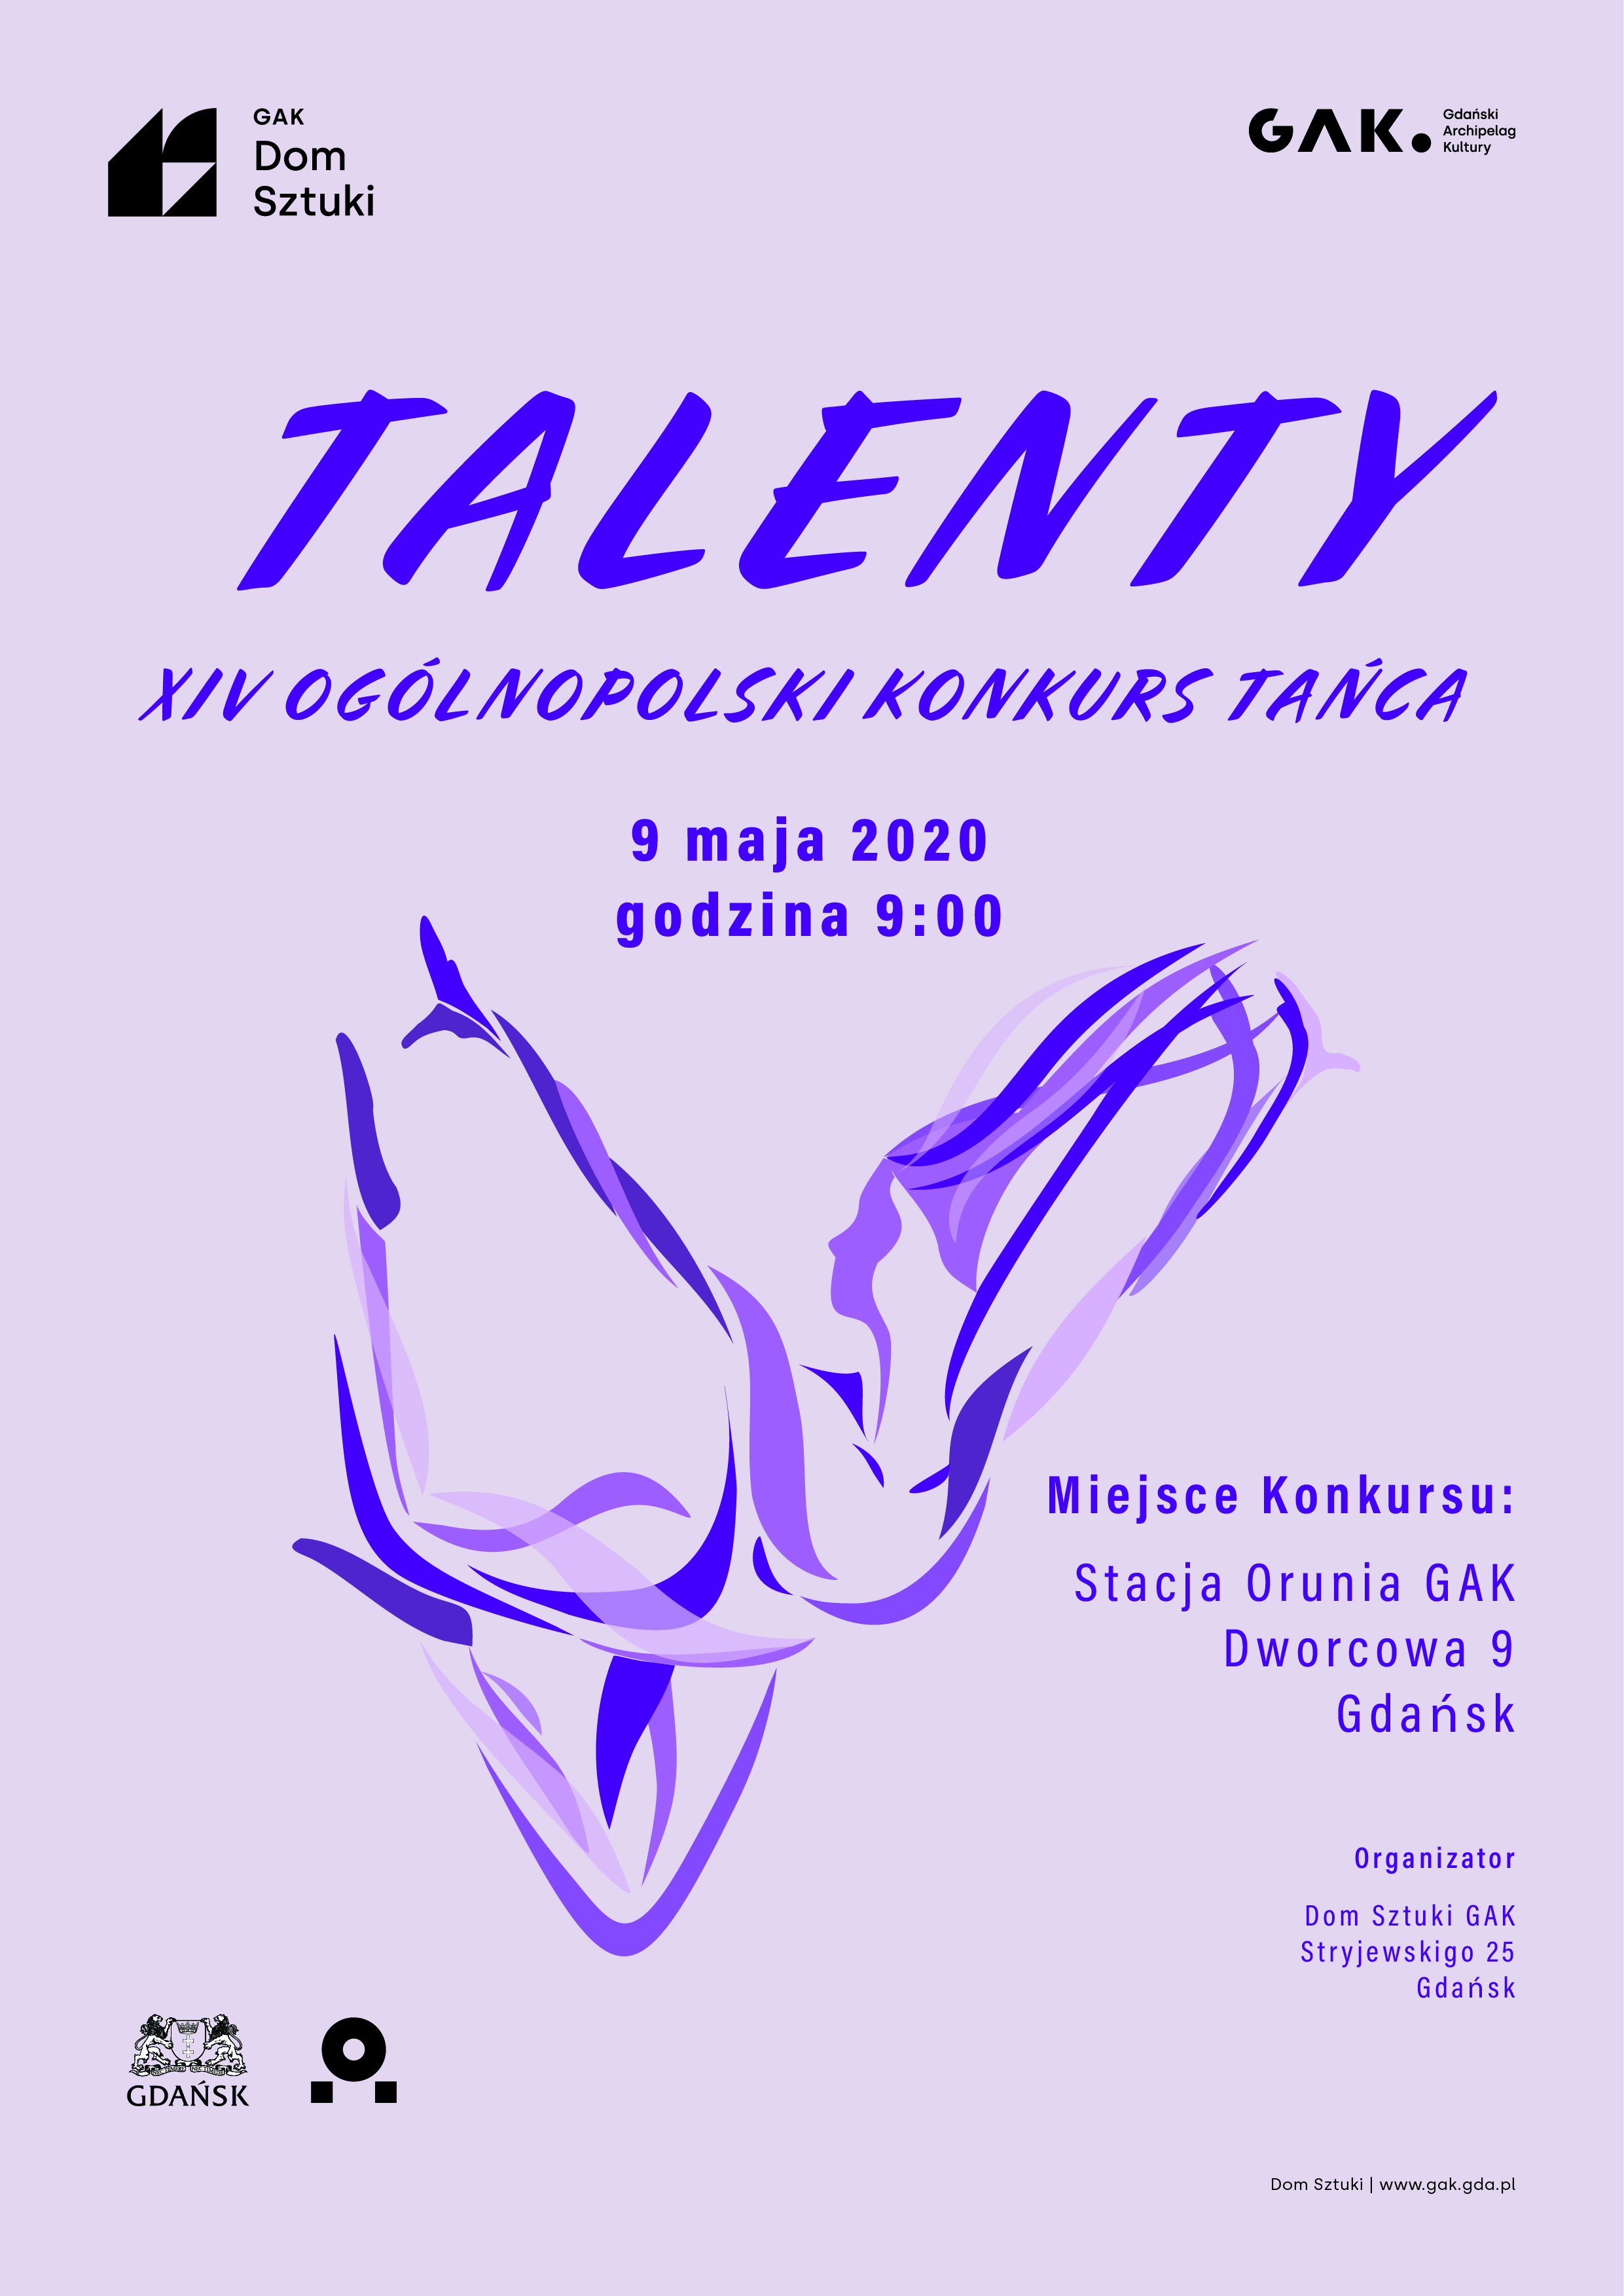 GAK
Dom
Sztuki
GAK.
Gdański
Archipelag
Kultury
TALENTY
XIV OGÓLNOPOLSKI KONKURS TAŃCA
9 maja 2020
godzina 9:00
Miejsce Konkursu:
Stacja Orunia GAK
Dworcowa 9
Gdańsk
Organizator
Dom Sztuki GAK
Stryjewskigo 25
Gdańsk
GDAŃSK
Dom Sztuki | www.gak.gda.pl